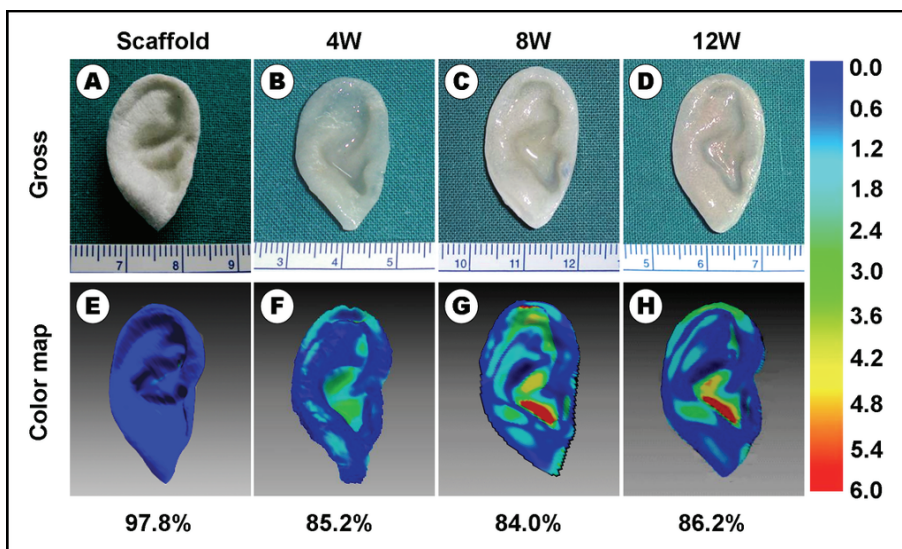 Scaffold 4W 8W 12W
Gross
A B C D
7 8 9 3 4 5 10 11 12 5 6 7
Color map
E F G H
97.8% 85.2% 84.0% 86.2%
0.0
0.6
1.2
1.8
2.4
3.0
3.6
4.2
4.8
5.4
6.0